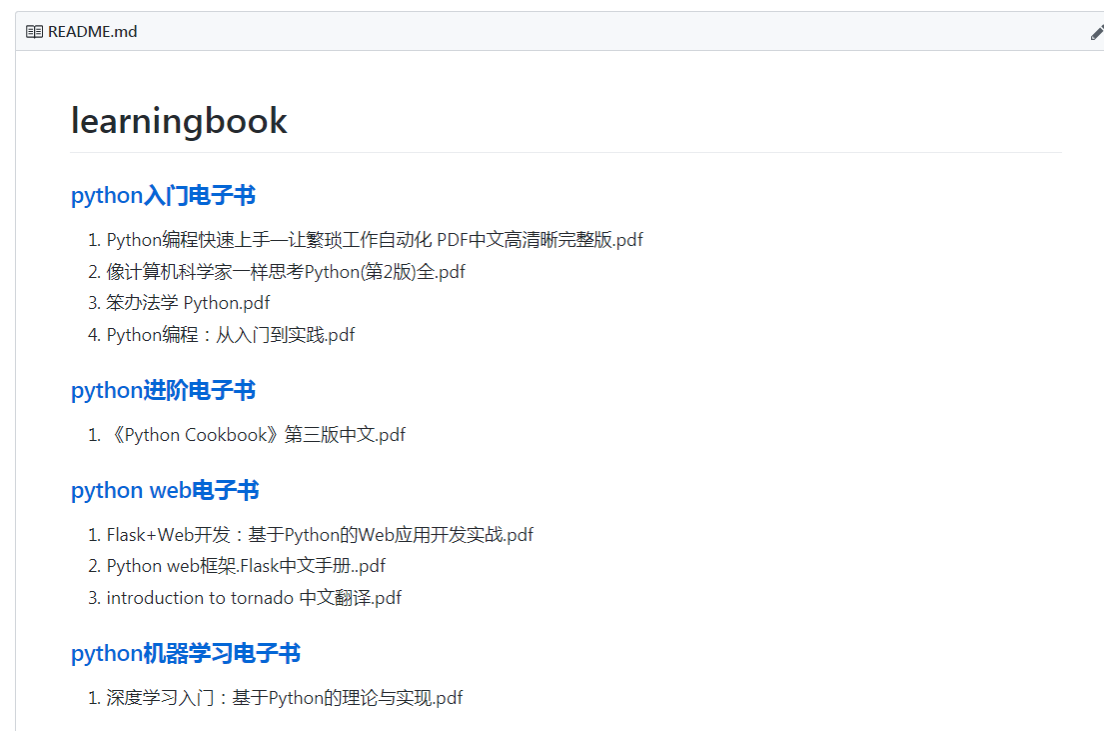 README.md
learningbook
python入门电子书
1. Python编程快速上手—让繁琐工作自动化 PDF中文高清晰完整版.pdf
2. 像计算机科学家一样思考Python(第2版)全.pdf
3. 笨办法学 Python.pdf
4. Python编程：从入门到实践.pdf
python进阶电子书
1. 《Python Cookbook》第三版中文.pdf
python web电子书
1. Flask+Web开发：基于Python的Web应用开发实战.pdf
2. Python web框架.Flask中文手册..pdf
3. introduction to tornado 中文翻译.pdf
python机器学习电子书
1. 深度学习入门：基于Python的理论与实现.pdf